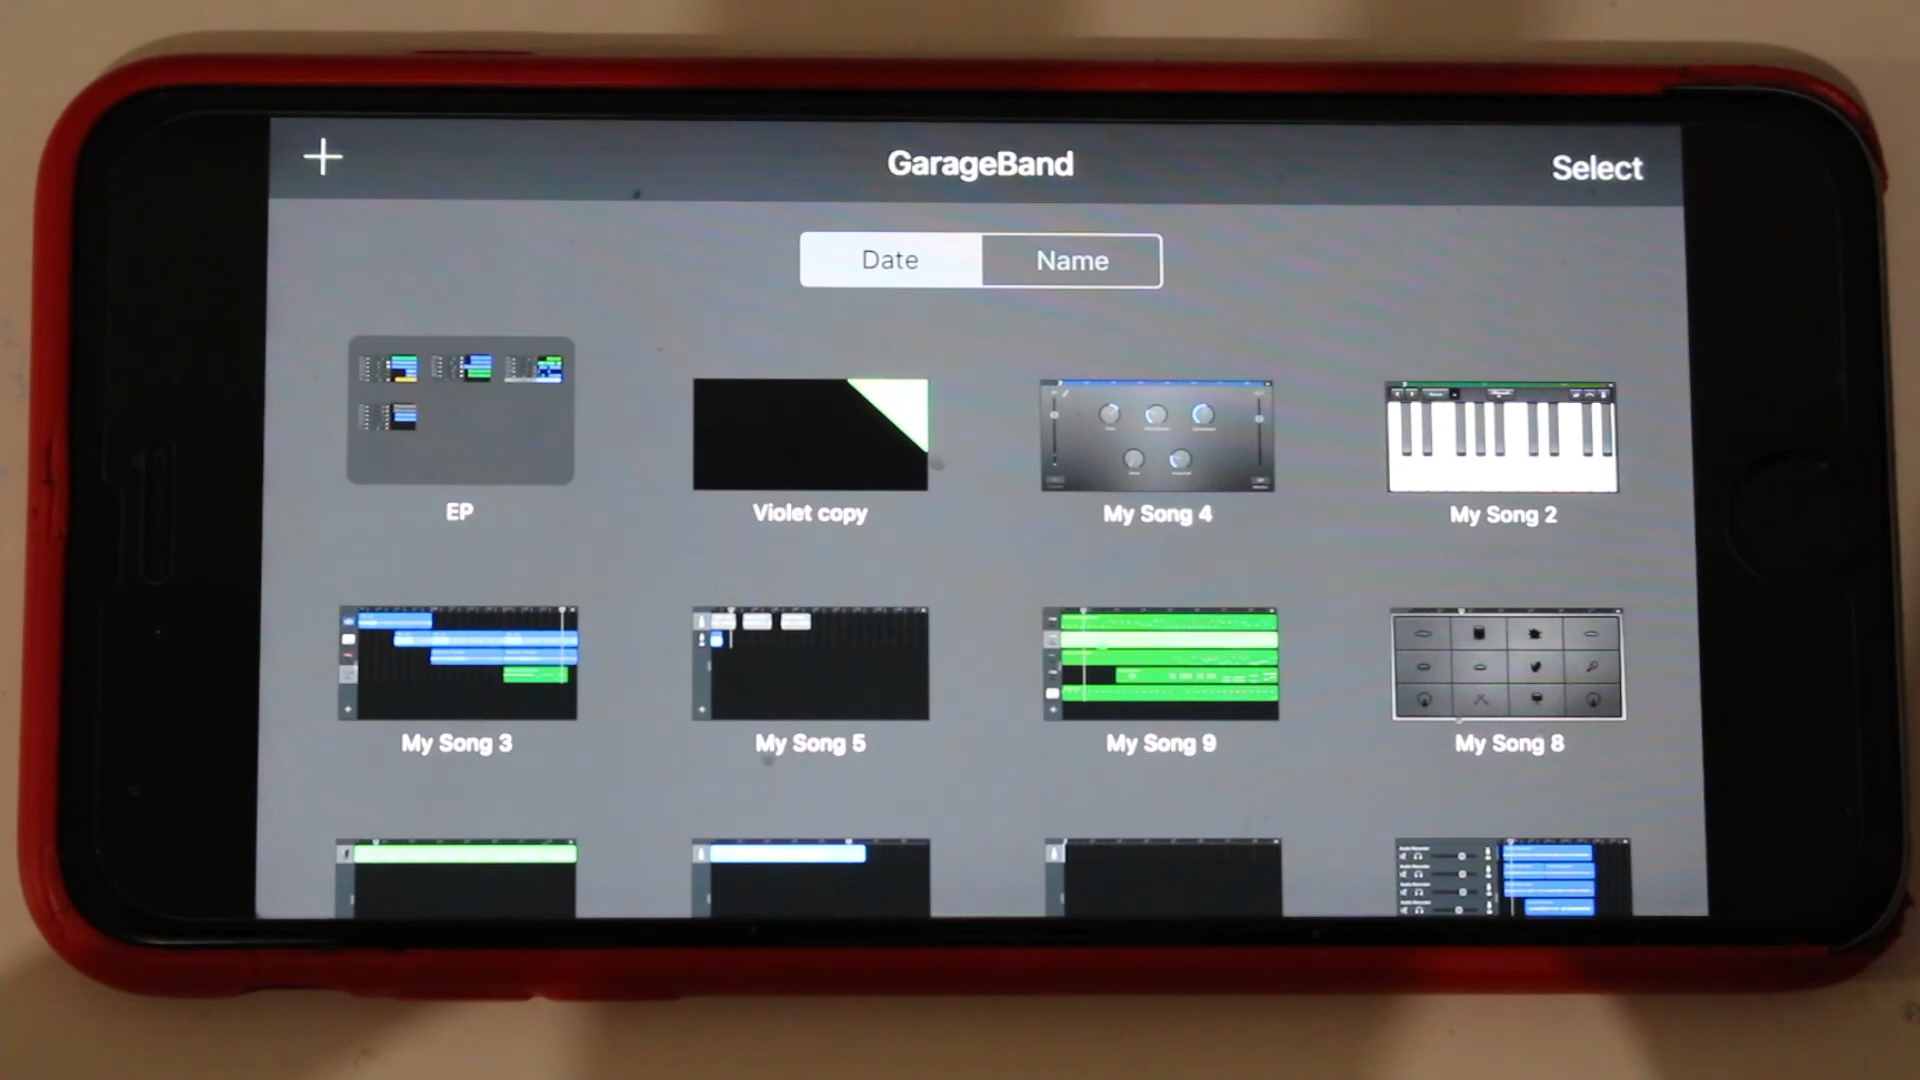 GarageBand
Select
Date
Name
EP
Violet copy
My Song 4
My Song 2
My Song 3
My Song 5
My Song 9
My Song 8